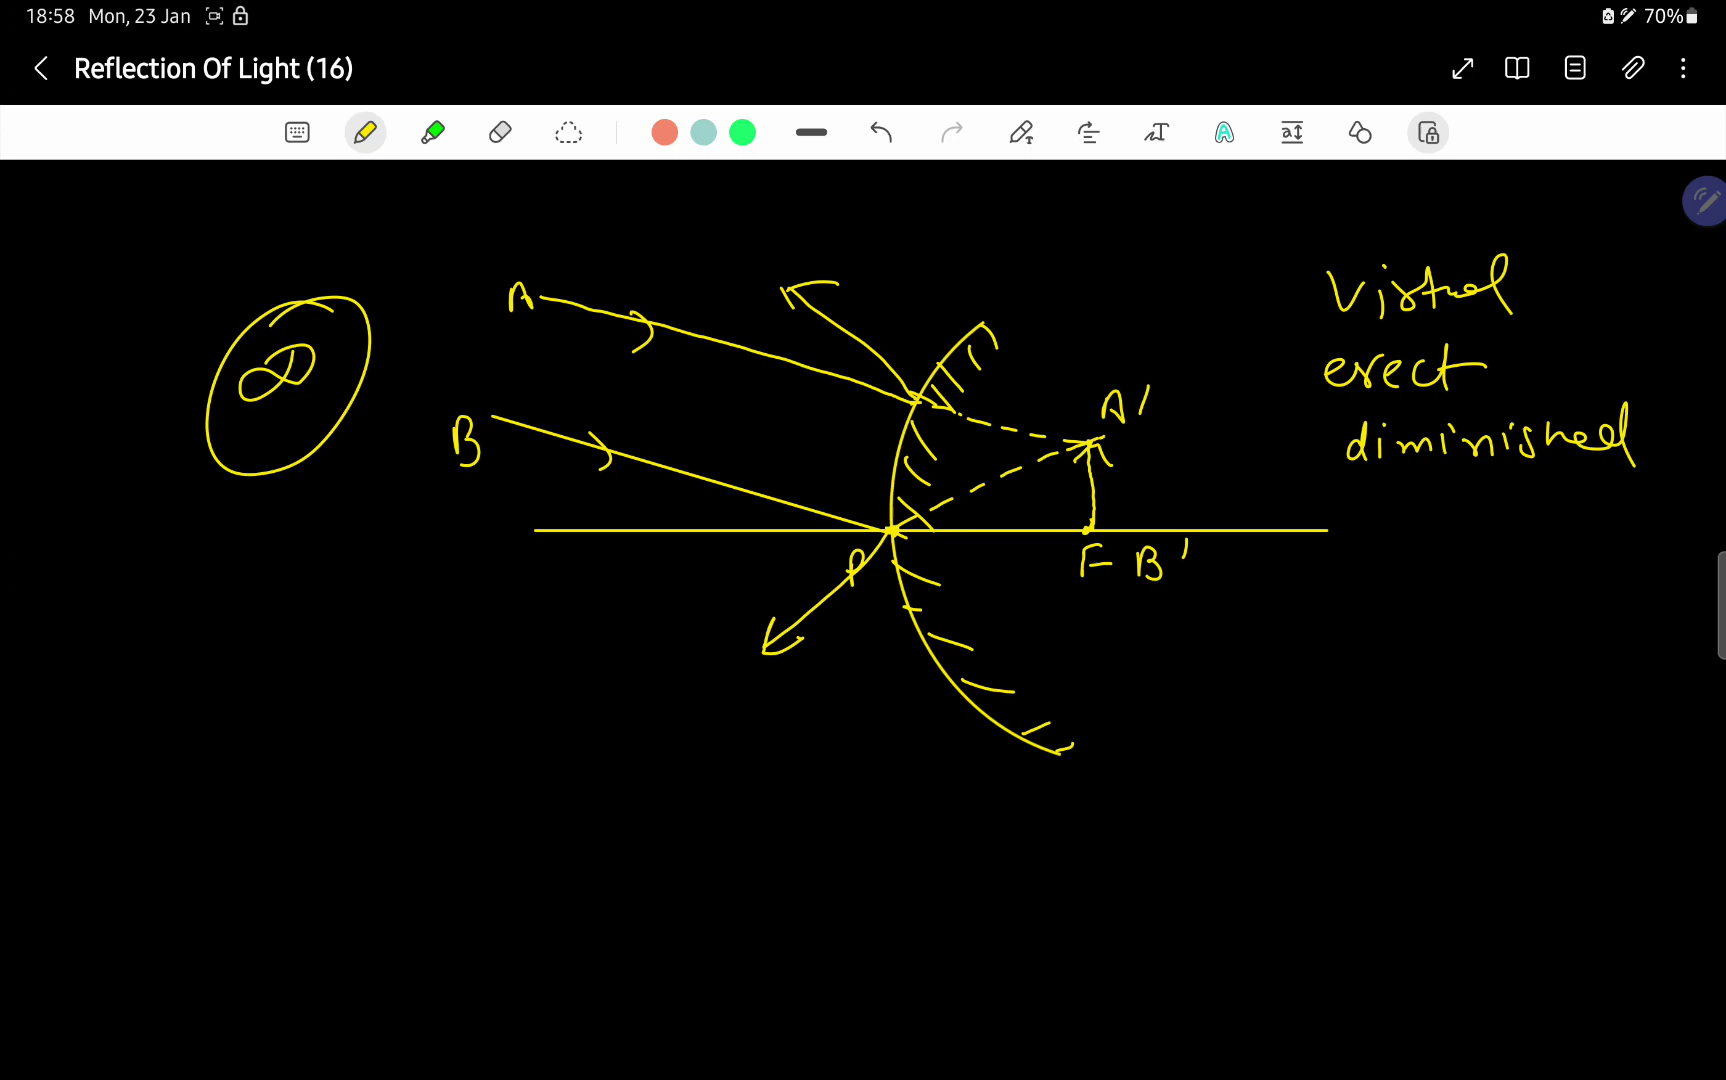 18:58 Mon, 23 Jan 70%
Reflection Of Light (16)
A
B
∞
P
A'
F B'
Virtual
erect
diminished